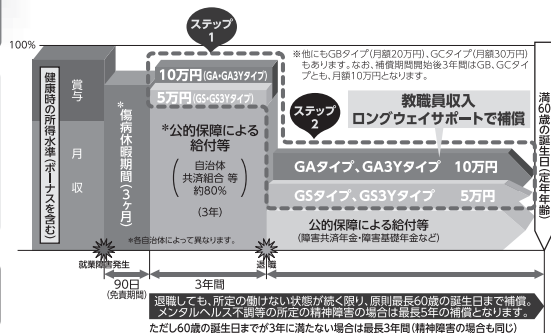 ステップ
1
100%
※他にもGBタイプ(月額20万円)、GCタイプ(月額30万円)
もあります。なお、補償期間開始後3年間はGB、GCタイ
プとも、月額10万円となります。
健康時の所得水準(ボーナスを含む)
賞与
月収
*傷病休暇期間(3ヶ月)
10万円(GA・GA3Yタイプ)
5万円(GS・GS3Yタイプ)
*公的保障による
給付等
(自治体
共済組合 等
約80%)
(3年)
*各自治体によって異なります。
ステップ
2
教職員収入
ロングウェイサポートで補償
GAタイプ、GA3Yタイプ 10万円
GSタイプ、GS3Yタイプ 5万円
公的保障による給付等
(障害共済年金・障害基礎年金など)
満60歳の誕生日(定年年齢)
就業障害発生
退職
90日
(免責期間)
3年間
退職しても、所定の働けない状態が続く限り、原則最長60歳の誕生日まで補償。
メンタルヘルス不調等の所定の精神障害の場合は最長5年の補償となります。
ただし60歳の誕生日までが3年に満たない場合は最長3年間(精神障害の場合も同じ)